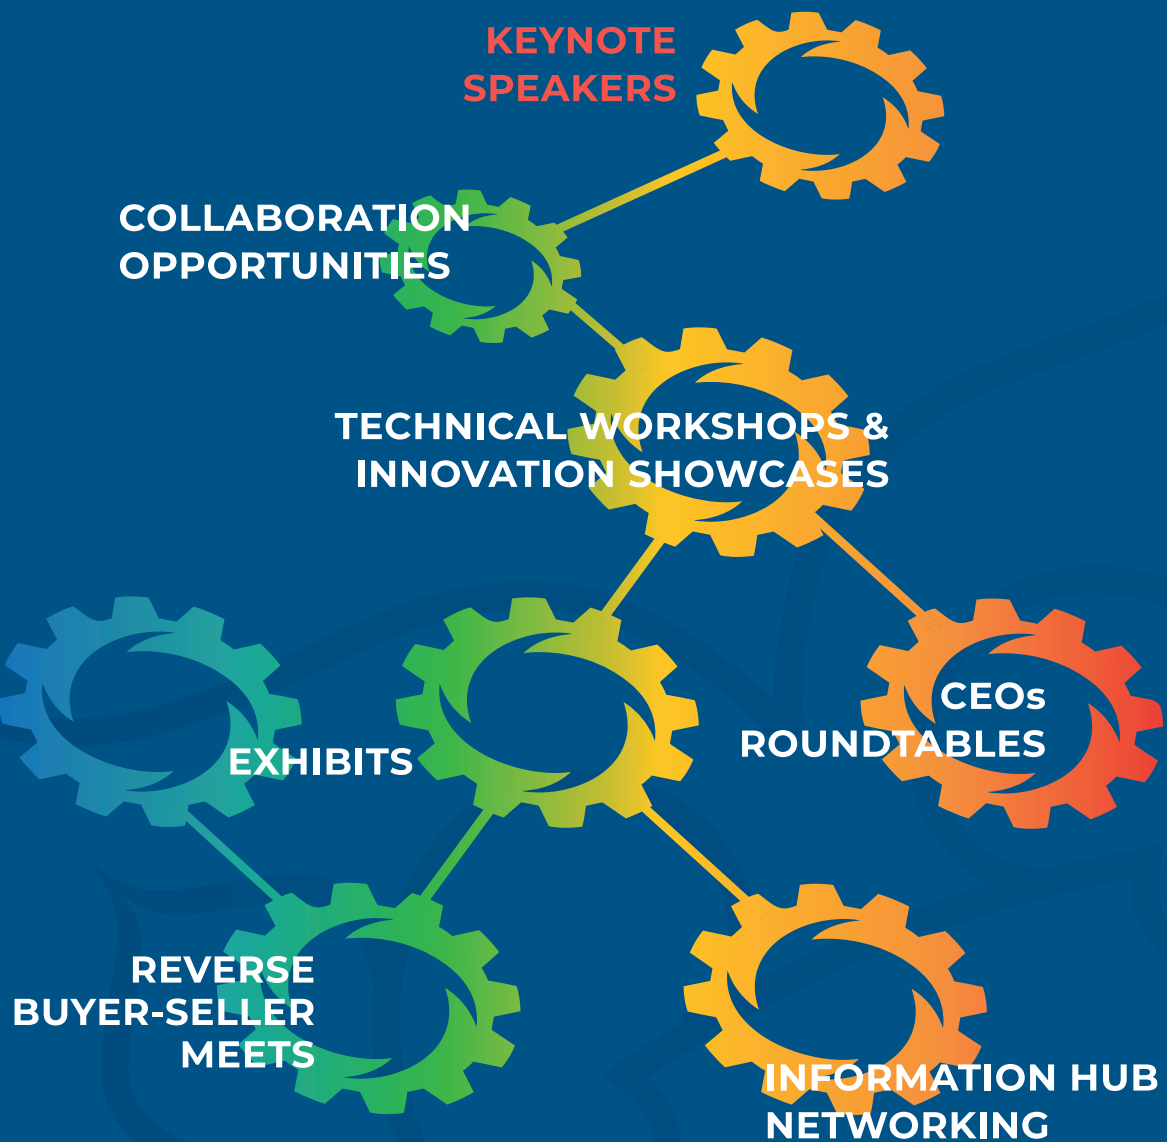 KEYNOTE
SPEAKERS
COLLABORATION
OPPORTUNITIES
TECHNICAL WORKSHOPS &
INNOVATION SHOWCASES
CEOs
ROUNDTABLES
EXHIBITS
REVERSE
BUYER-SELLER
MEETS
INFORMATION HUB
NETWORKING